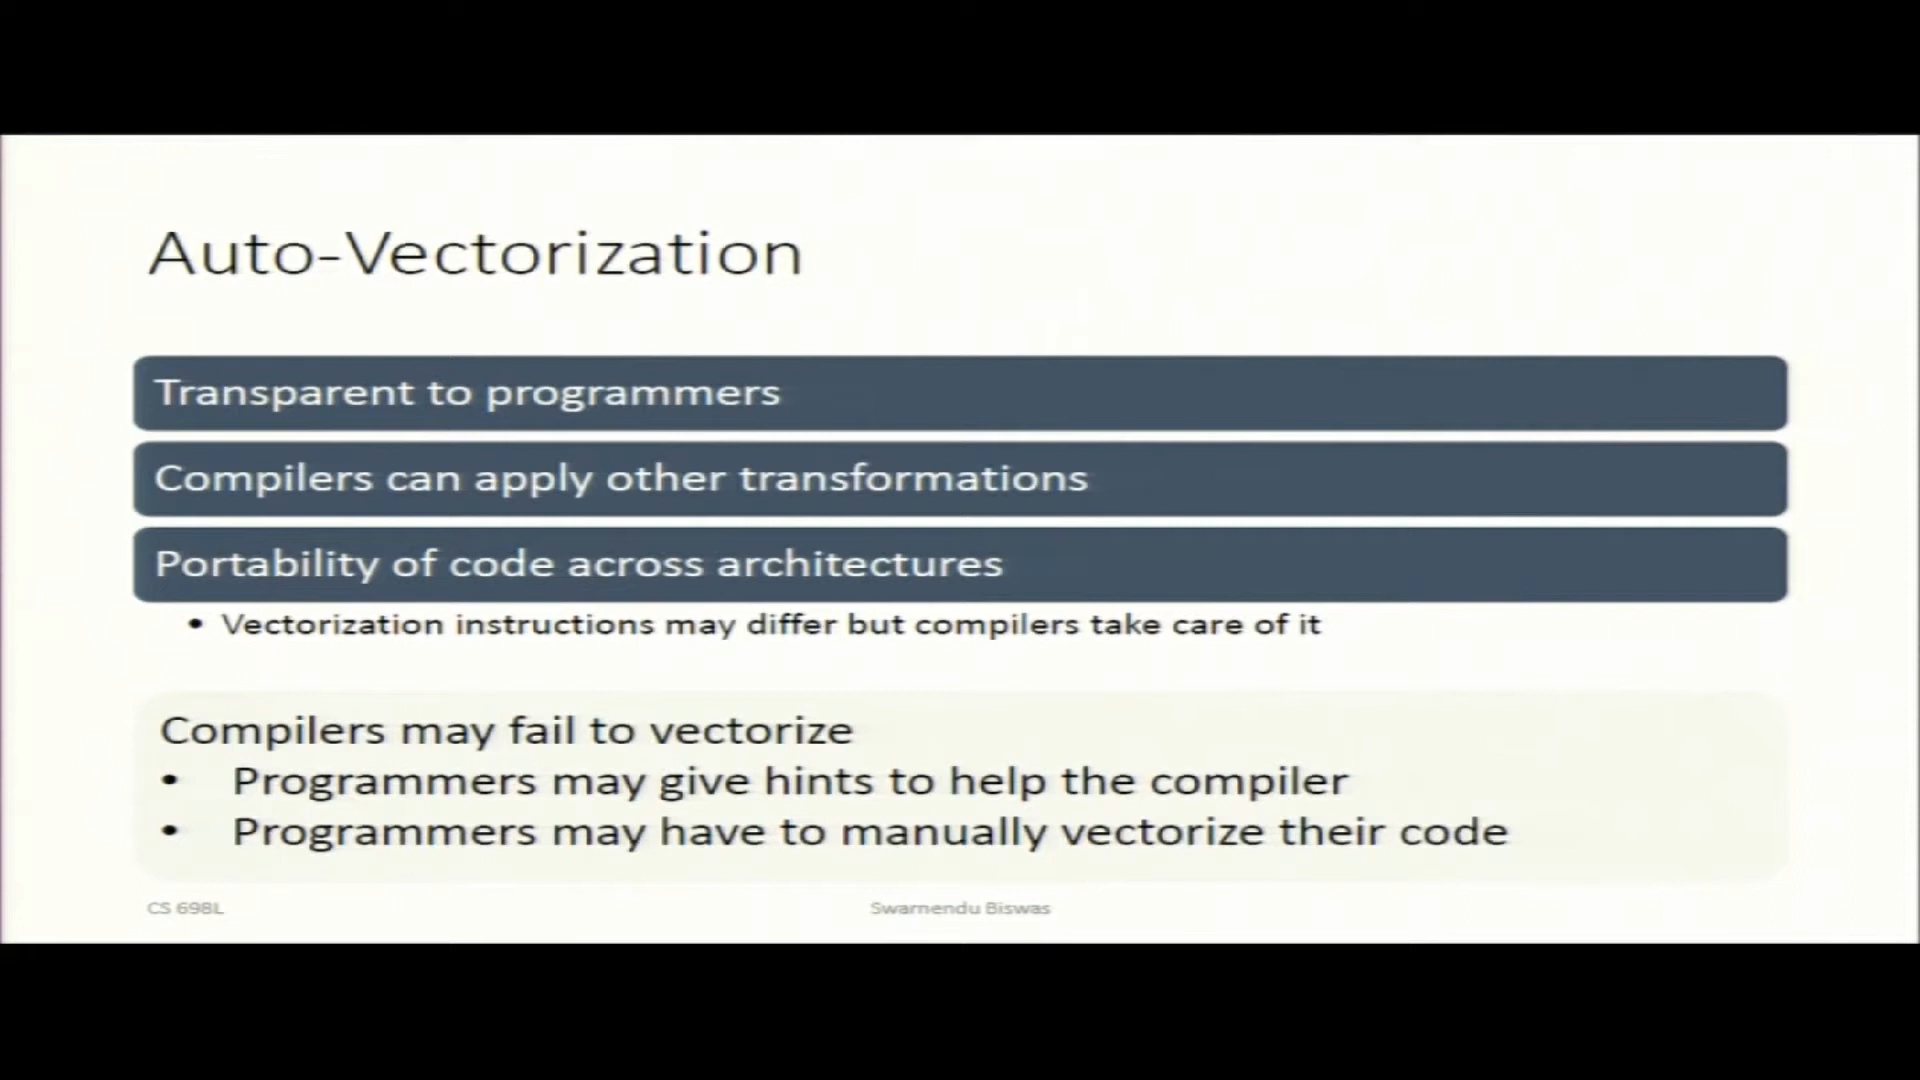 Auto-Vectorization
Transparent to programmers
Compilers can apply other transformations
Portability of code across architectures
• Vectorization instructions may differ but compilers take care of it
Compilers may fail to vectorize
• Programmers may give hints to help the compiler
• Programmers may have to manually vectorize their code
CS 698L
Swarnendu Biswas